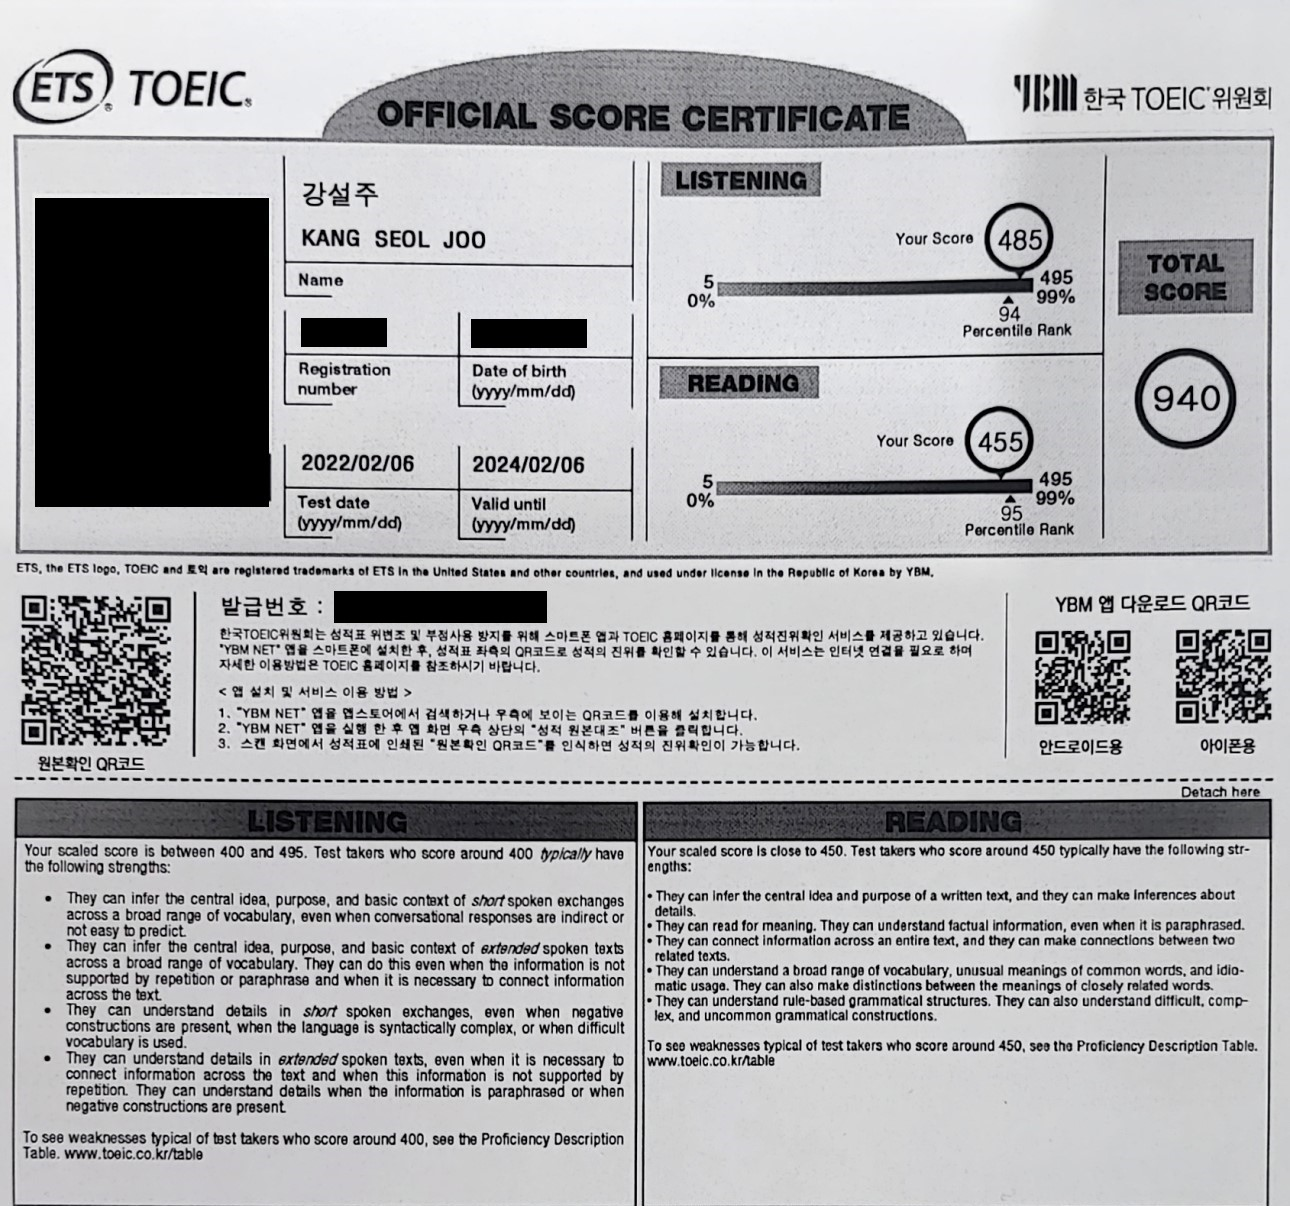 ETS® TOEIC®
OFFICIAL SCORE CERTIFICATE
YBM 한국TOEIC®위원회
강설주
KANG SEOL JOO
Name
Registration
number
Date of birth
(yyyy/mm/dd)
2022/02/06
Test date
(yyyy/mm/dd)
2024/02/06
Valid until
(yyyy/mm/dd)
LISTENING
Your Score 485
5 495
0% 99%
94
Percentile Rank
READING
Your Score 455
5 495
0% 99%
95
Percentile Rank
TOTAL
SCORE
940
ETS, the ETS logo, TOEIC and 토익 are registered trademarks of ETS in the United States and other countries, and used under license in the Republic of Korea by YBM.
원본확인 QR코드
발급번호 :
한국TOEIC위원회는 성적표 위변조 및 부정사용 방지를 위해 스마트폰 앱과 TOEIC 홈페이지를 통해 성적진위확인 서비스를 제공하고 있습니다.
"YBM NET" 앱을 스마트폰에 설치한 후, 성적표 좌측의 QR코드로 성적의 진위를 확인할 수 있습니다. 이 서비스는 인터넷 연결을 필요로 하며
자세한 이용방법은 TOEIC 홈페이지를 참조하시기 바랍니다.
< 앱 설치 및 서비스 이용 방법 >
1. "YBM NET" 앱을 앱스토어에서 검색하거나 우측에 보이는 QR코드를 이용해 설치합니다.
2. "YBM NET" 앱을 실행 한 후 앱 화면 우측 상단의 "성적 원본대조" 버튼을 클릭합니다.
3. 스캔 화면에서 성적표에 인쇄된 "원본확인 QR코드"를 인식하면 성적의 진위확인이 가능합니다.
YBM 앱 다운로드 QR코드
안드로이드용
아이폰용
Detach here
LISTENING
Your scaled score is between 400 and 495. Test takers who score around 400 typically have
the following strengths:
• They can infer the central idea, purpose, and basic context of short spoken exchanges
across a broad range of vocabulary, even when conversational responses are indirect or
not easy to predict.
• They can infer the central idea, purpose, and basic context of extended spoken texts
across a broad range of vocabulary. They can do this even when the information is not
supported by repetition or paraphrase and when it is necessary to connect information
across the text.
• They can understand details in short spoken exchanges, even when negative
constructions are present, when the language is syntactically complex, or when difficult
vocabulary is used.
• They can understand details in extended spoken texts, even when it is necessary to
connect information across the text and when this information is not supported by
repetition. They can understand details when the information is paraphrased or when
negative constructions are present.
To see weaknesses typical of test takers who score around 400, see the Proficiency Description
Table. www.toeic.co.kr/table
READING
Your scaled score is close to 450. Test takers who score around 450 typically have the following str-
engths:
• They can infer the central idea and purpose of a written text, and they can make inferences about
details.
• They can read for meaning. They can understand factual information, even when it is paraphrased.
• They can connect information across an entire text, and they can make connections between two
related texts.
• They can understand a broad range of vocabulary, unusual meanings of common words, and idio-
matic usage. They can also make distinctions between the meanings of closely related words.
• They can understand rule-based grammatical structures. They can also understand difficult, comp-
lex, and uncommon grammatical constructions.
To see weaknesses typical of test takers who score around 450, see the Proficiency Description Table.
www.toeic.co.kr/table